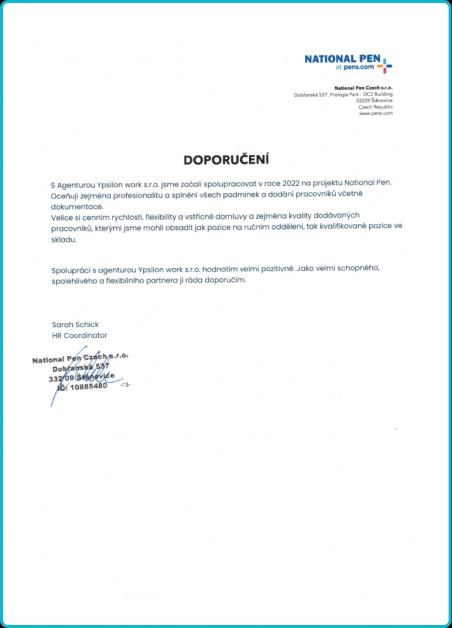 NATIONAL PEN
at pens.com
National Pen Czech s.r.o.
Dobřanská 537, Prologis Park - DC2 Building
33209 Štěnovice
Czech Republic
www.pens.com
DOPORUČENÍ
S Agenturou Ypsilon work s.r.o. jsme začali spolupracovat v roce 2022 na projektu National Pen.
Oceňuji zejména profesionalitu a splnění všech podmínek a dodání pracovníků včetně
dokumentace.
Velice si cenním rychlosti, flexibility a vstřícné domluvy a zejména kvality dodávaných
pracovníků, kterými jsme mohli obsadit jak pozice na ručním oddělení, tak kvalifikované pozice ve
skladu.
Spolupráci s agenturou Ypsilon work s.r.o. hodnotím velmi pozitivně. Jako velmi schopného,
spolehlivého a flexibilního partnera ji ráda doporučím.
Sarah Schick
HR Coordinator
National Pen Czech s.r.o.
Dobřanská 537
332 09 Štěnovice
IČ: 10885480 -13-